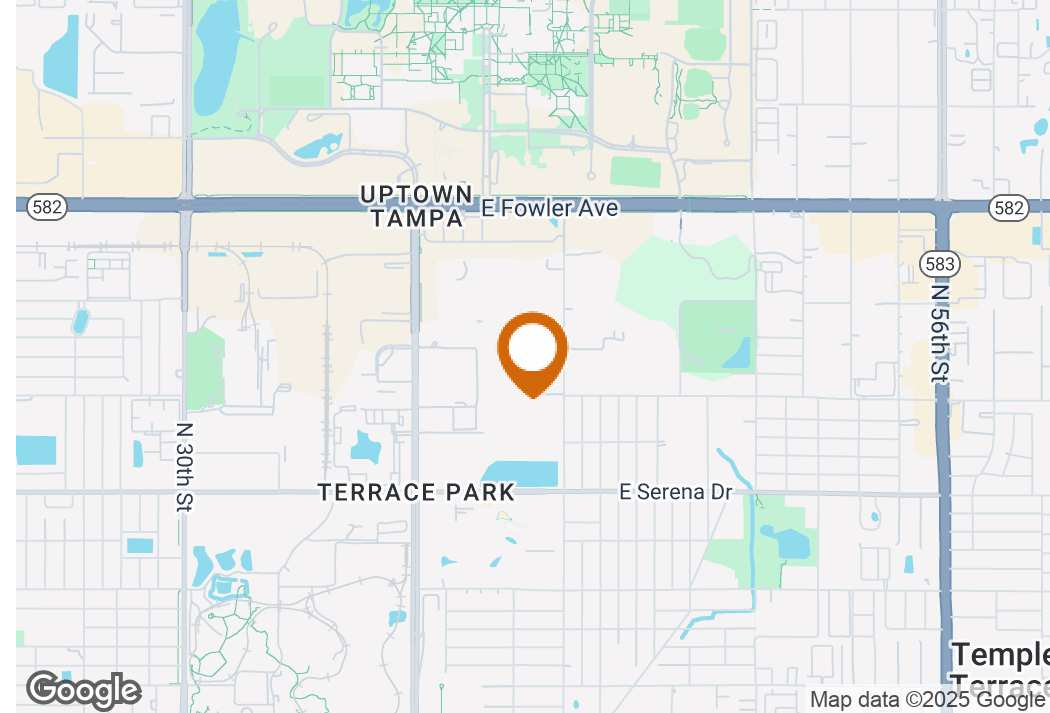 UPTOWN
TAMPA
E Fowler Ave
582
582
583
N 56th St
N 30th St
TERRACE PARK
E Serena Dr
Temple
Terrace
Google
Map data ©2025 Google